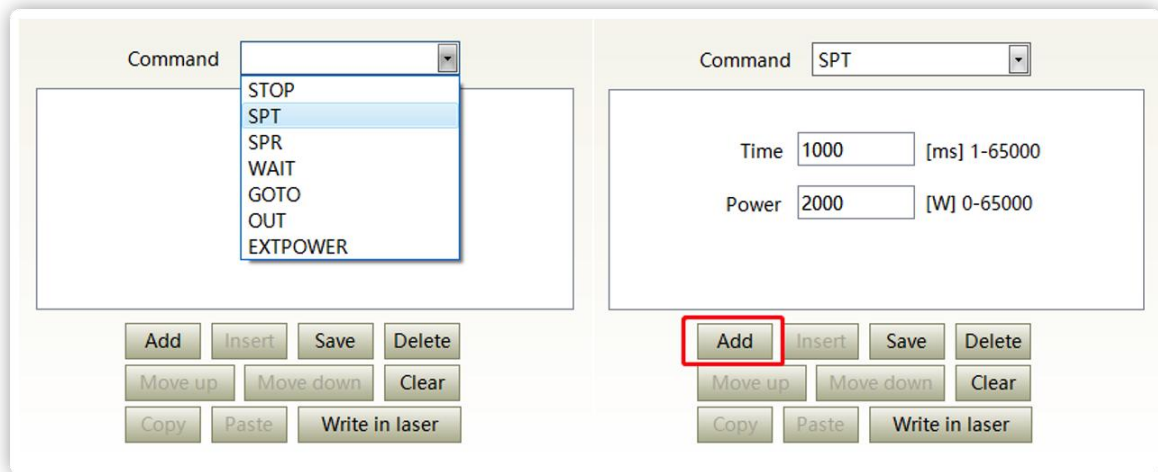 Command
STOP
SPT
SPR
WAIT
GOTO
OUT
EXTPOWER
Add Insert Save Delete
Move up Move down Clear
Copy Paste Write in laser
Command SPT
Time 1000 [ms] 1-65000
Power 2000 [W] 0-65000
Add Insert Save Delete
Move up Move down Clear
Copy Paste Write in laser